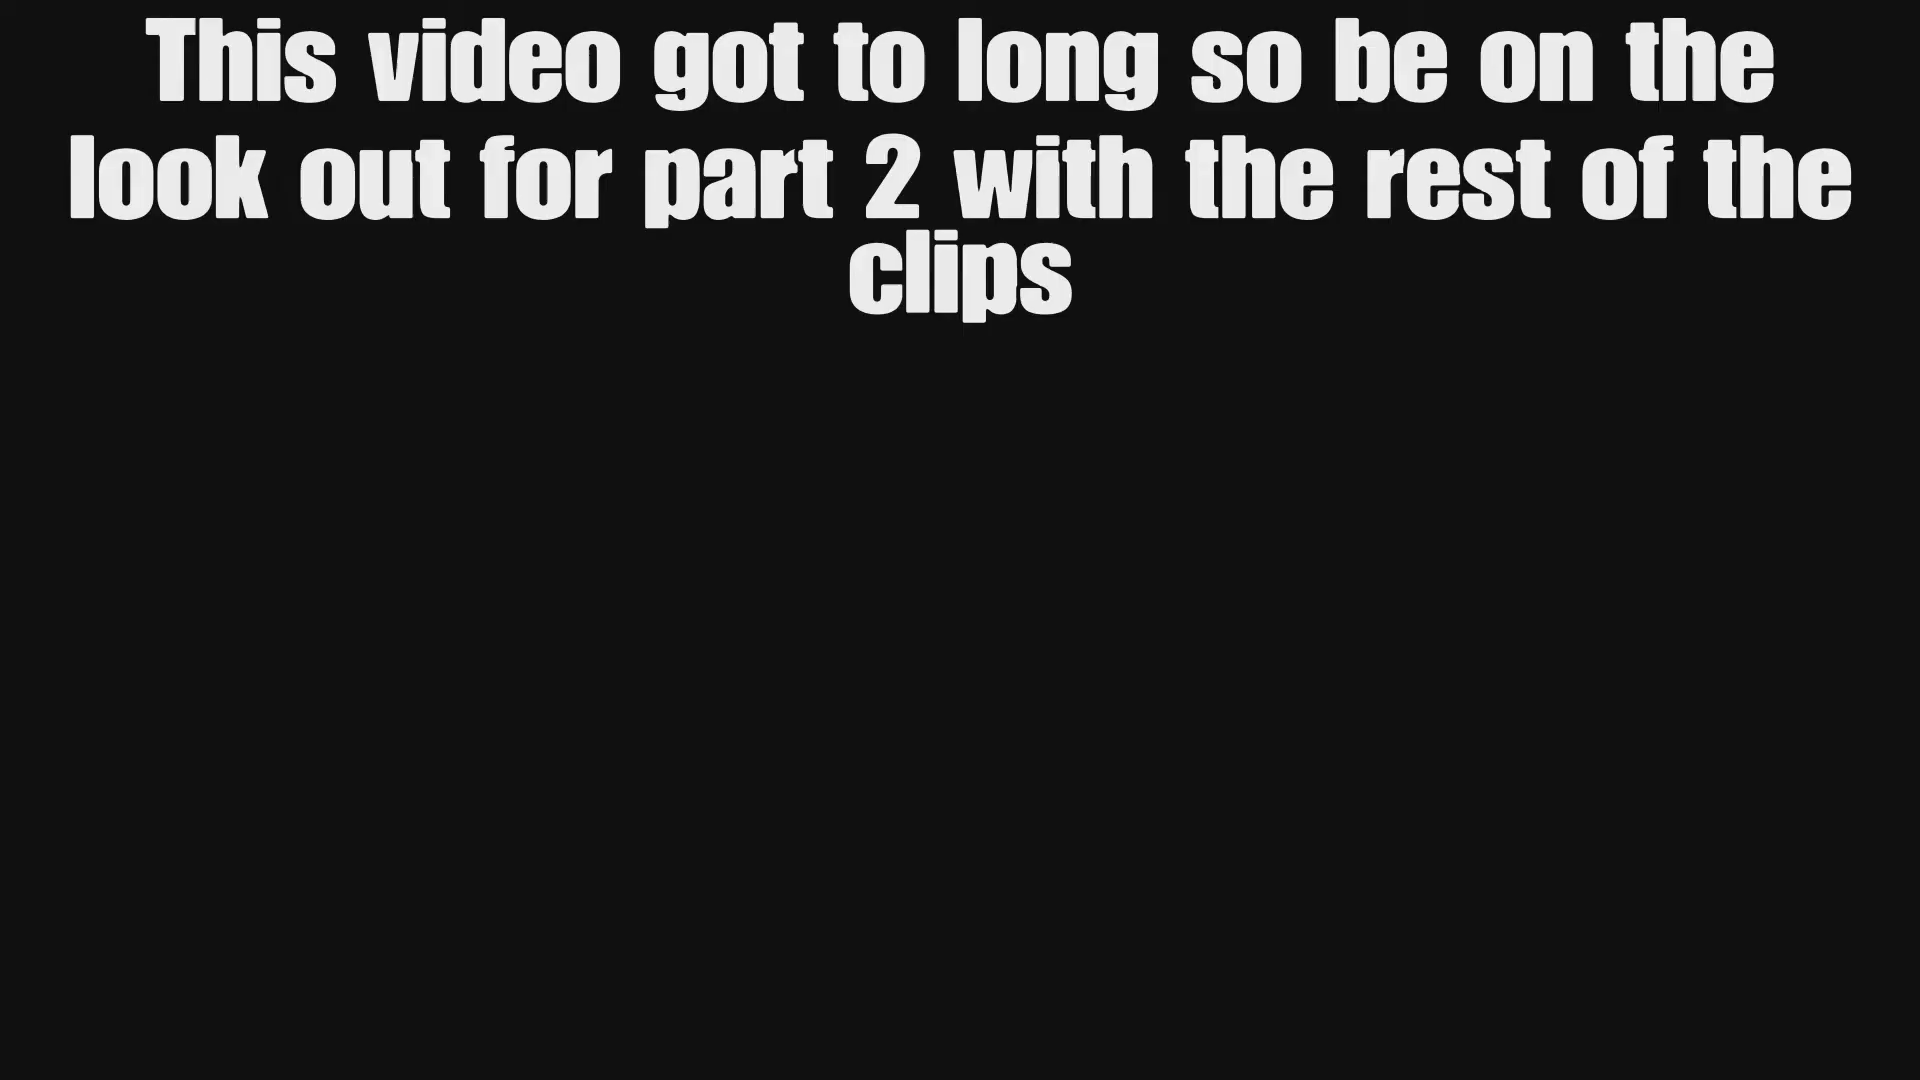 This video got to long so be on the
look out for part 2 with the rest of the
clips